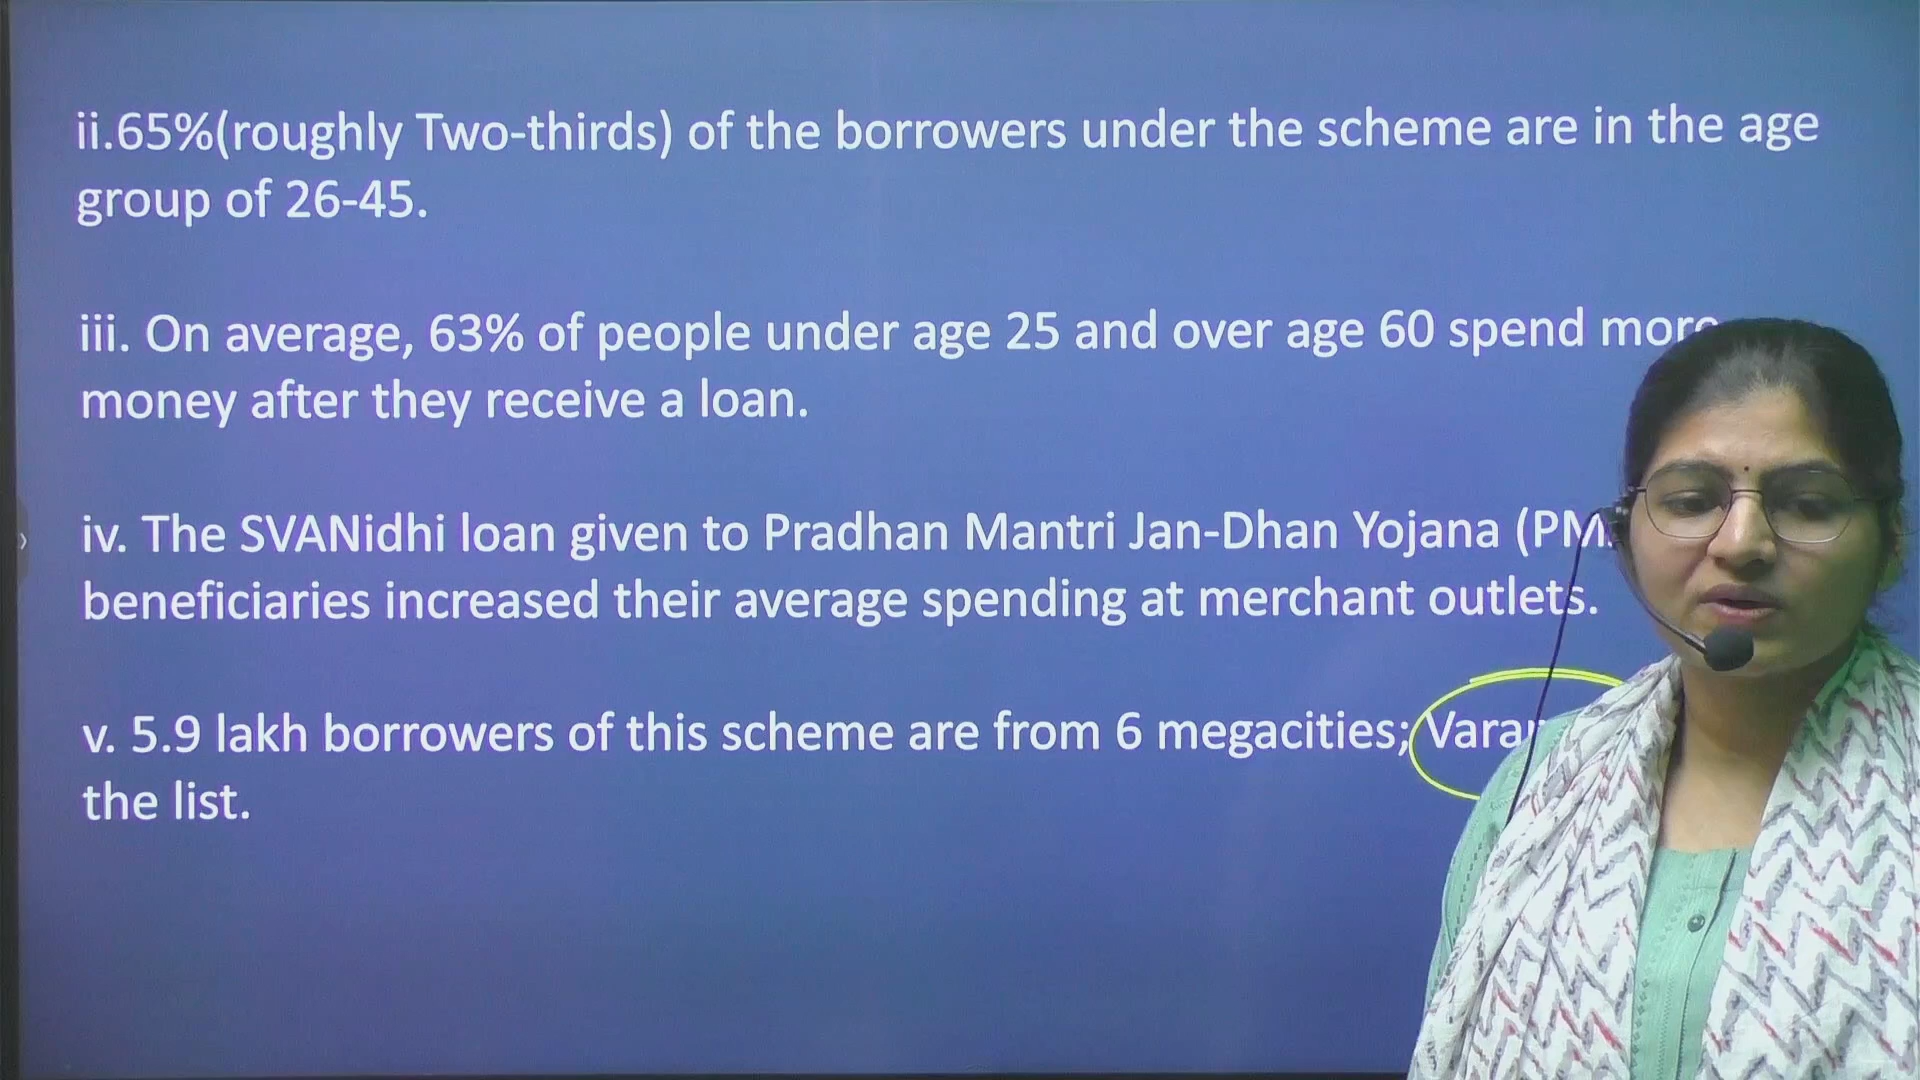 ii.65%(roughly Two-thirds) of the borrowers under the scheme are in the age
group of 26-45.
iii. On average, 63% of people under age 25 and over age 60 spend more
money after they receive a loan.
iv. The SVANidhi loan given to Pradhan Mantri Jan-Dhan Yojana
beneficiaries increased their average spending at merchant outlets.
v. 5.9 lakh borrowers of this scheme are from 6 megacities;
the list.